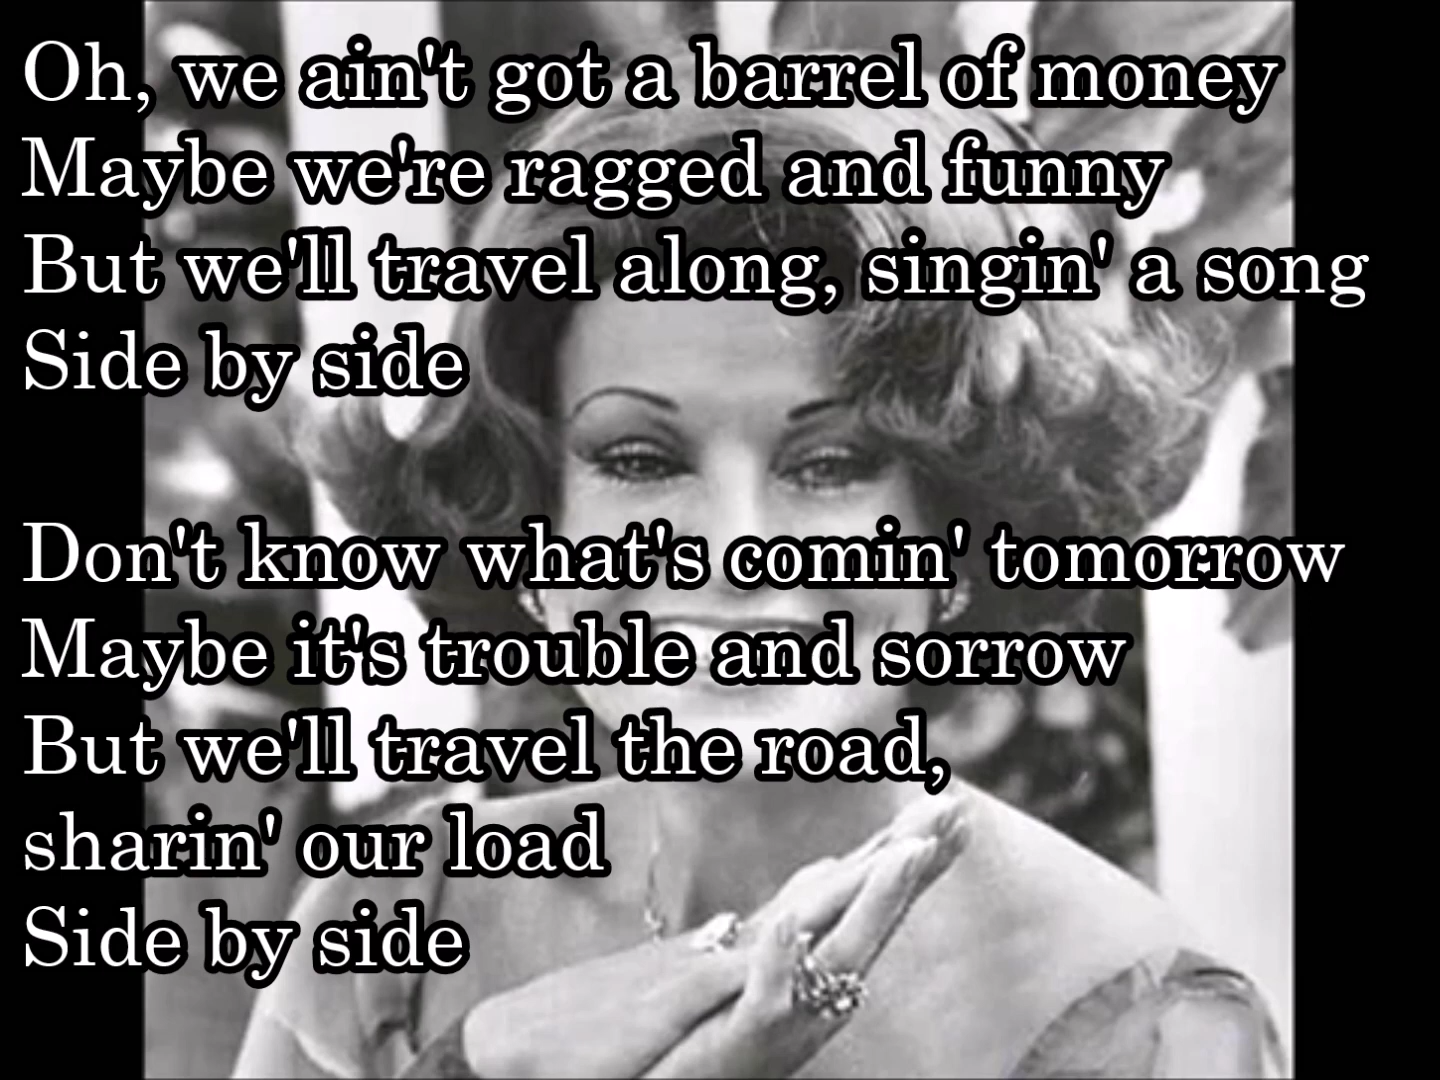 Oh, we ain't got a barrel of money
Maybe we're ragged and funny
But we'll travel along, singin' a song
Side by side
Don't know what's comin' tomorrow
Maybe it's trouble and sorrow
But we'll travel the road,
sharin' our load
Side by side